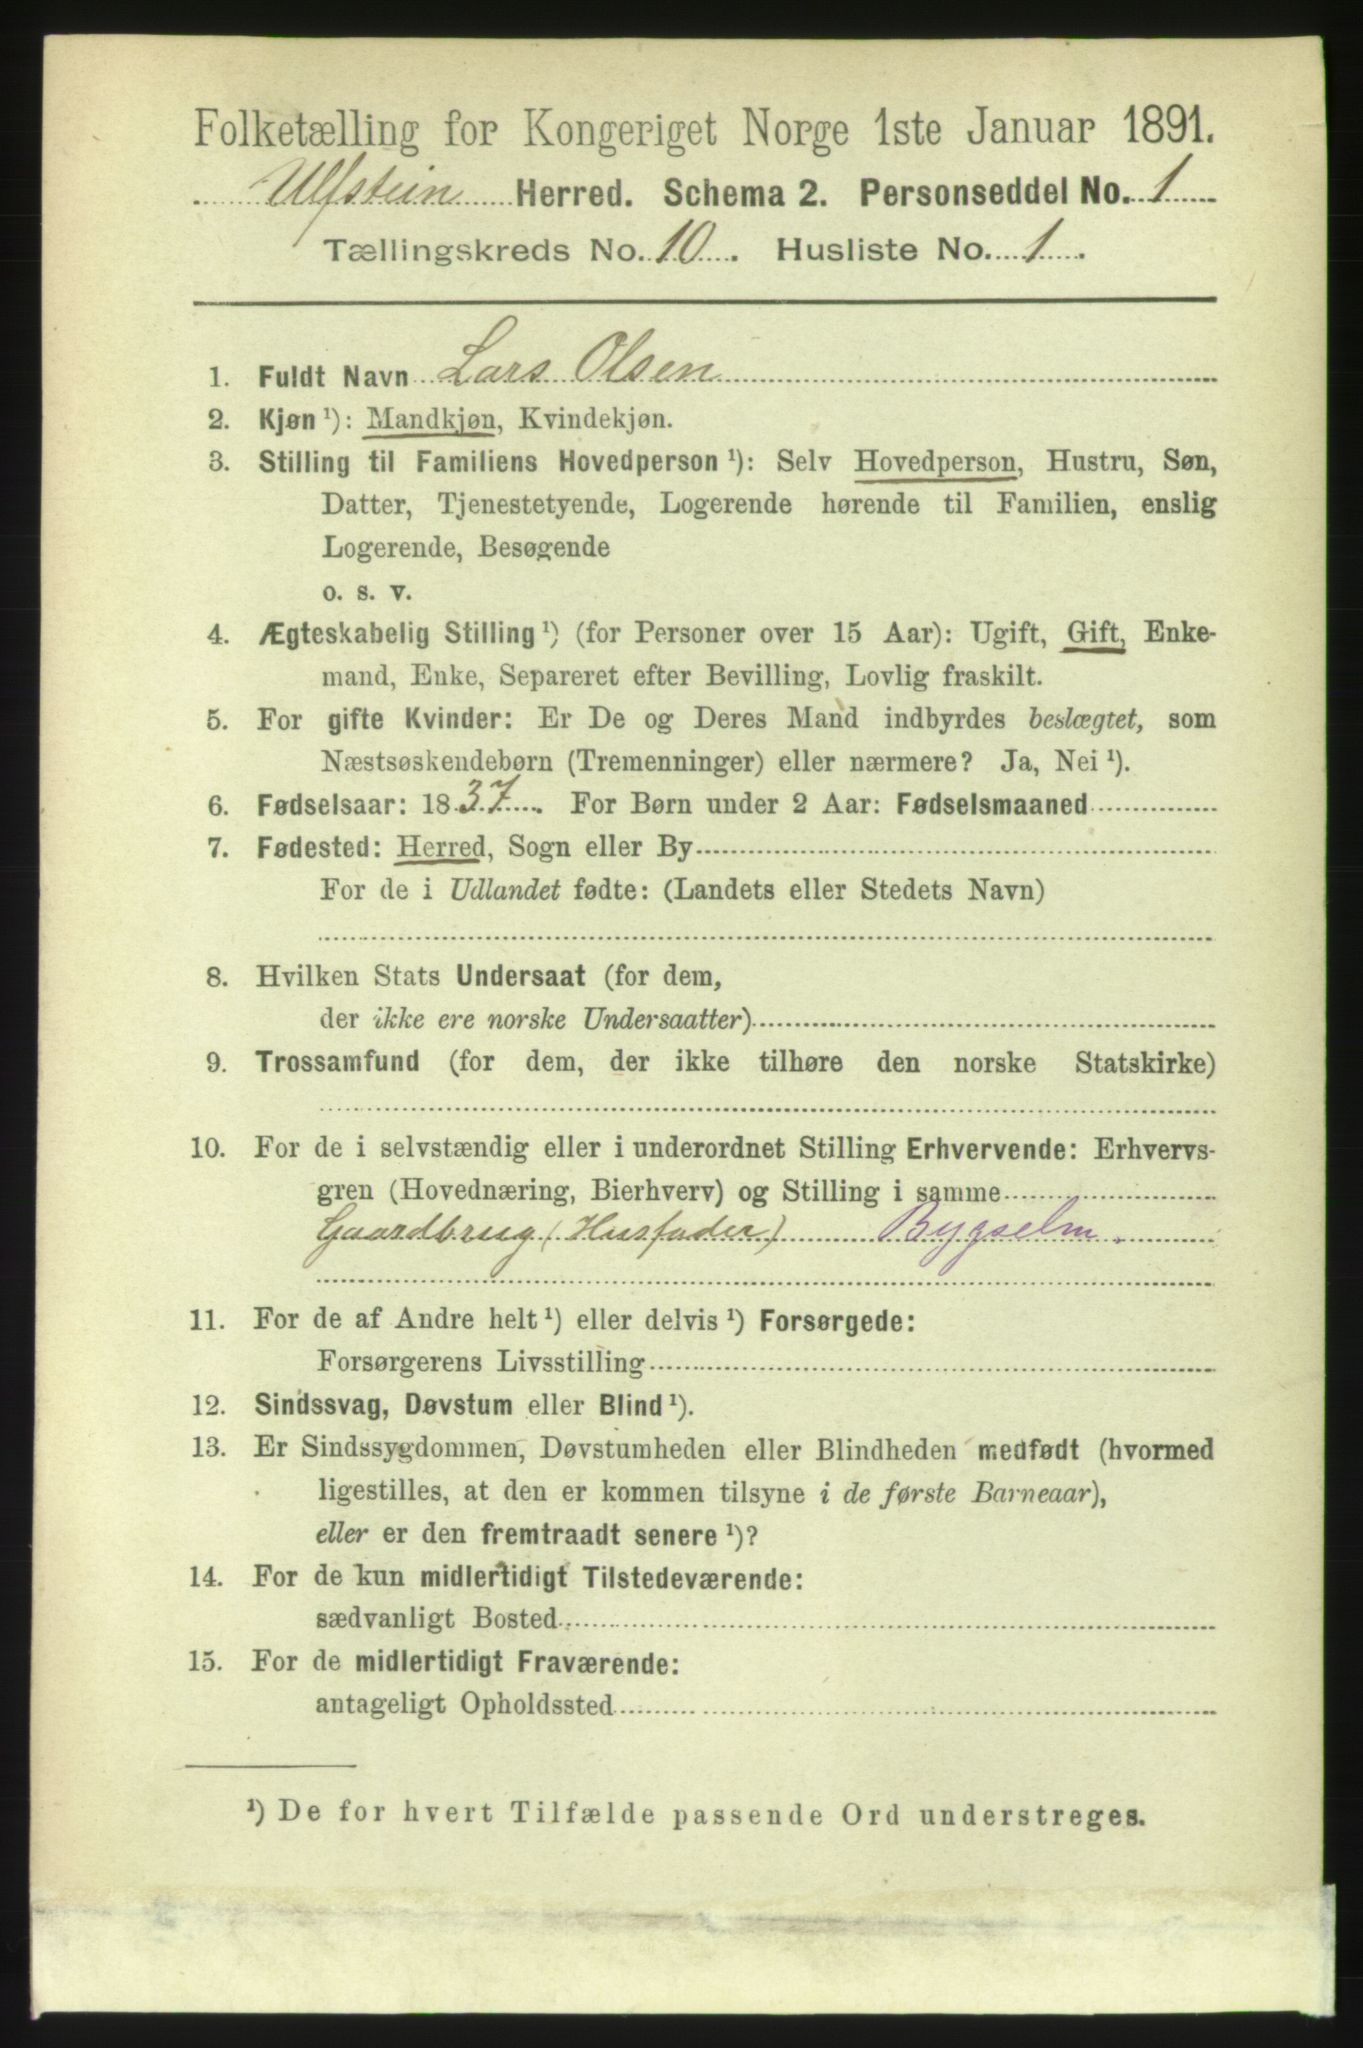 Folketælling for Kongeriget Norge 1ste Januar 1891.
Ulfstein Herred. Schema 2. Personseddel No. 1
Tællingskreds No. 10. Husliste No. 1.
1. Fuldt Navn Lars Olsen
2. Kjøn ¹): Mandkjøn, Kvindekjøn.
3. Stilling til Familiens Hovedperson ¹): Selv Hovedperson, Hustru, Søn,
Datter, Tjenestetyende, Logerende hørende til Familien, enslig
Logerende, Besøgende
o. s. v.
4. Ægteskabelig Stilling ¹) (for Personer over 15 Aar): Ugift, Gift, Enke-
mand, Enke, Separeret efter Bevilling, Lovlig fraskilt.
5. For gifte Kvinder: Er De og Deres Mand indbyrdes beslægtet, som
Næstsøskendebørn (Tremenninger) eller nærmere? Ja, Nei ¹).
6. Fødselsaar: 1837. For Børn under 2 Aar: Fødselsmaaned
7. Fødested: Herred, Sogn eller By
For de i Udlandet fødte: (Landets eller Stedets Navn)
8. Hvilken Stats Undersaat (for dem,
der ikke ere norske Undersaatter)
9. Trossamfund (for dem, der ikke tilhøre den norske Statskirke)
10. For de i selvstændig eller i underordnet Stilling Erhvervende: Erhvervs-
gren (Hovednæring, Bierhverv) og Stilling i samme
Gaardbrug (Husfader) Bygselm.
11. For de af Andre helt ¹) eller delvis ¹) Forsørgede:
Forsørgerens Livsstilling
12. Sindssvag, Døvstum eller Blind ¹).
13. Er Sindssygdommen, Døvstumheden eller Blindheden medfødt (hvormed
ligestilles, at den er kommen tilsyne i de første Barneaar),
eller er den fremtraadt senere ¹)?
14. For de kun midlertidigt Tilstedeværende:
sædvanligt Bosted
15. For de midlertidigt Fraværende:
antageligt Opholdssted
¹) De for hvert Tilfælde passende Ord understreges.